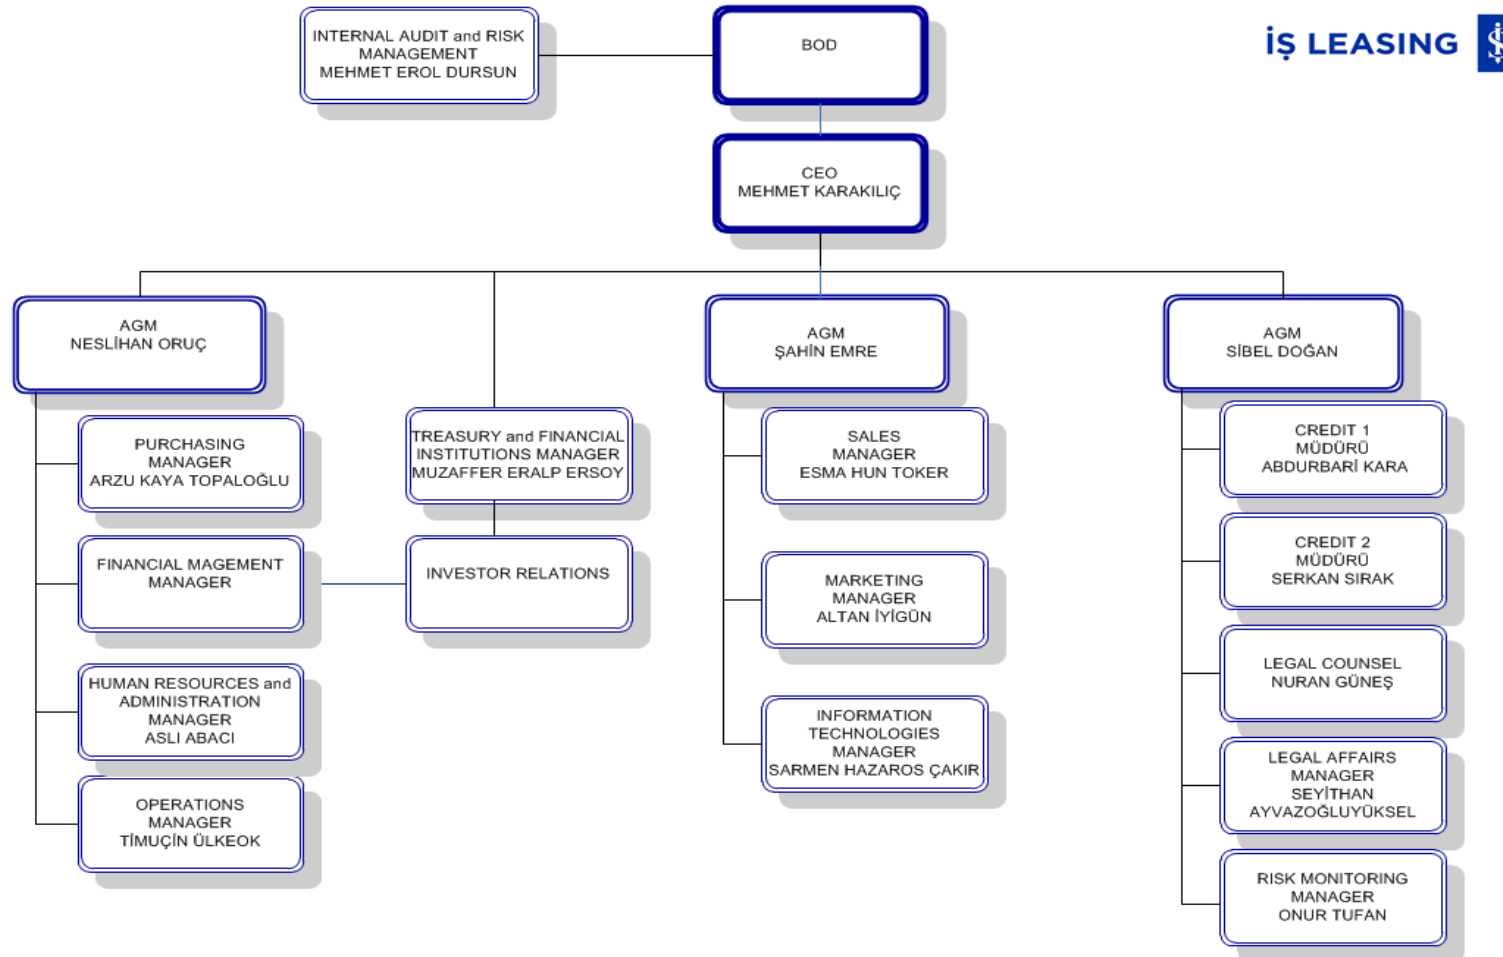 INTERNAL AUDIT and RISK
MANAGEMENT
MEHMET EROL DURSUN
BOD
İŞ LEASING
CEO
MEHMET KARAKILIÇ
AGM
NESLİHAN ORUÇ
PURCHASING
MANAGER
ARZU KAYA TOPALOĞLU
FINANCIAL MAGEMENT
MANAGER
HUMAN RESOURCES and
ADMINISTRATION
MANAGER
ASLI ABACI
OPERATIONS
MANAGER
TİMUÇİN ÜLKEOK
TREASURY and FINANCIAL
INSTITUTIONS MANAGER
MUZAFFER ERALP ERSOY
INVESTOR RELATIONS
AGM
ŞAHİN EMRE
SALES
MANAGER
ESMA HUN TOKER
MARKETING
MANAGER
ALTAN İYİGÜN
INFORMATION
TECHNOLOGIES
MANAGER
SARMEN HAZAROS ÇAKIR
AGM
SİBEL DOĞAN
CREDIT 1
MÜDÜRÜ
ABDURBARİ KARA
CREDIT 2
MÜDÜRÜ
SERKAN SIRAK
LEGAL COUNSEL
NURAN GÜNEŞ
LEGAL AFFAIRS
MANAGER
SEYİTHAN
AYVAZOĞLUYÜKSEL
RISK MONITORING
MANAGER
ONUR TUFAN